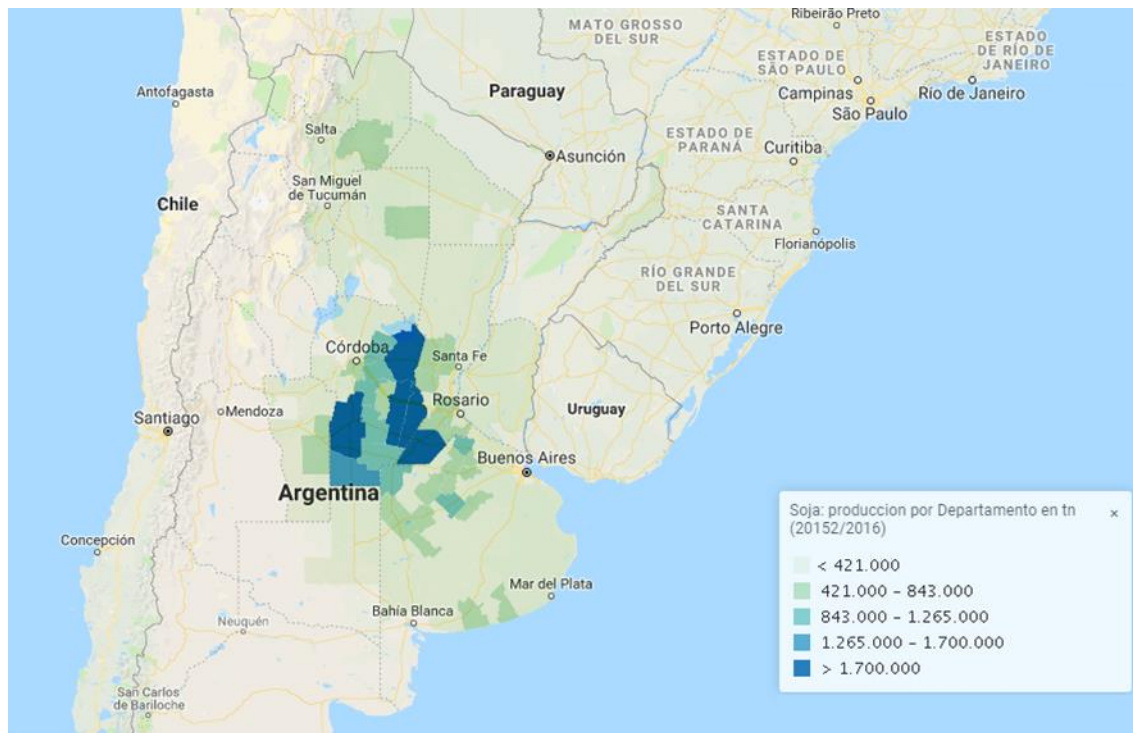 MATO GROSSO
DEL SUR
Ribeirão Preto
ESTADO
DE RÍO DE
JANEIRO
ESTADO DE
SÃO PAULO
Antofagasta
Paraguay
Campinas
Río de Janeiro
São Paulo
Salta
ESTADO DE
PARANÁ
Asunción
Curitiba
San Miguel
de Tucumán
Chile
SANTA
CATARINA
Florianópolis
RÍO GRANDE
DEL SUR
Porto Alegre
Córdoba
Santa Fe
Mendoza
Rosario
Uruguay
Santiago
Buenos Aires
Argentina
Soja: produccion por Departamento en tn
(20152/2016)
×
< 421.000
421.000 – 843.000
843.000 – 1.265.000
1.265.000 – 1.700.000
> 1.700.000
Concepción
Mar del Plata
Bahía Blanca
Neuquén
San Carlos
de Bariloche